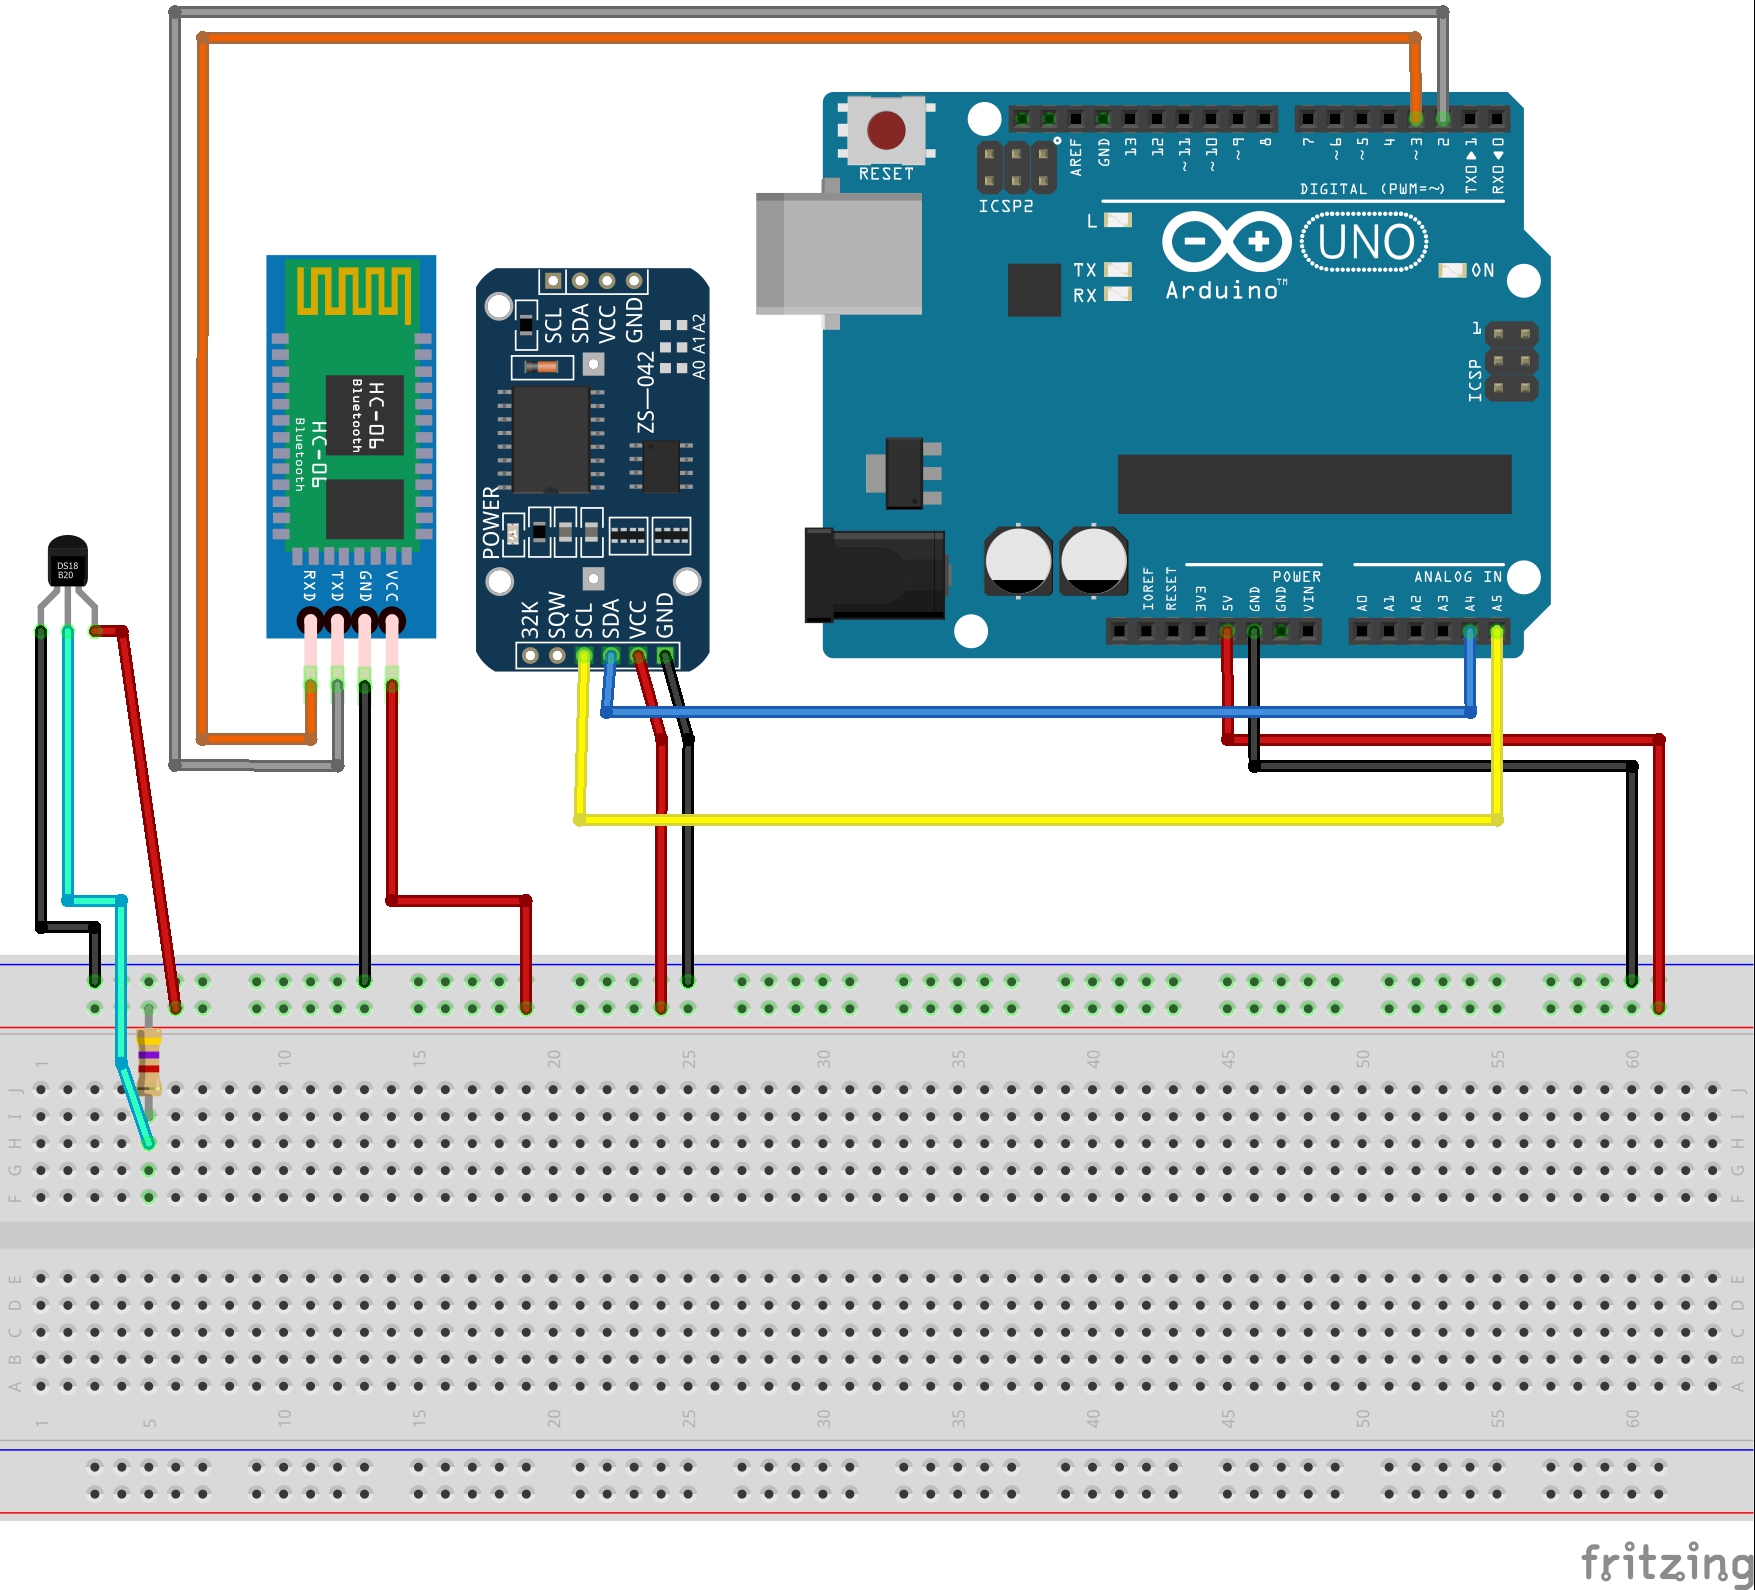 RESET
ICSP2
AREF
GND
13
12
~11
~10
~9
8
7
~6
~5
4
~3
2
TX0▶1
RX0◀0
DIGITAL (PWM=~)
L
TX
RX
UNO
Arduino™
ON
1
ICSP
POWER
ANALOG IN
IOREF
RESET
3V3
5V
GND
GND
VIN
A0
A1
A2
A3
A4
A5
HC-06
Bluetooth
HC-06
Bluetooth
RXD
TXD
GND
VCC
SCL
SDA
VCC
GND
A0 A1 A2
ZS-042
POWER
32K
SQW
SCL
SDA
VCC
GND
DS18
B20
1 10 15 20 25 30 35 40 45 50 55 60
J J
I I
H H
G G
F F
E E
D D
C C
B B
A A
1 5 10 15 20 25 30 35 40 45 50 55 60
fritzing